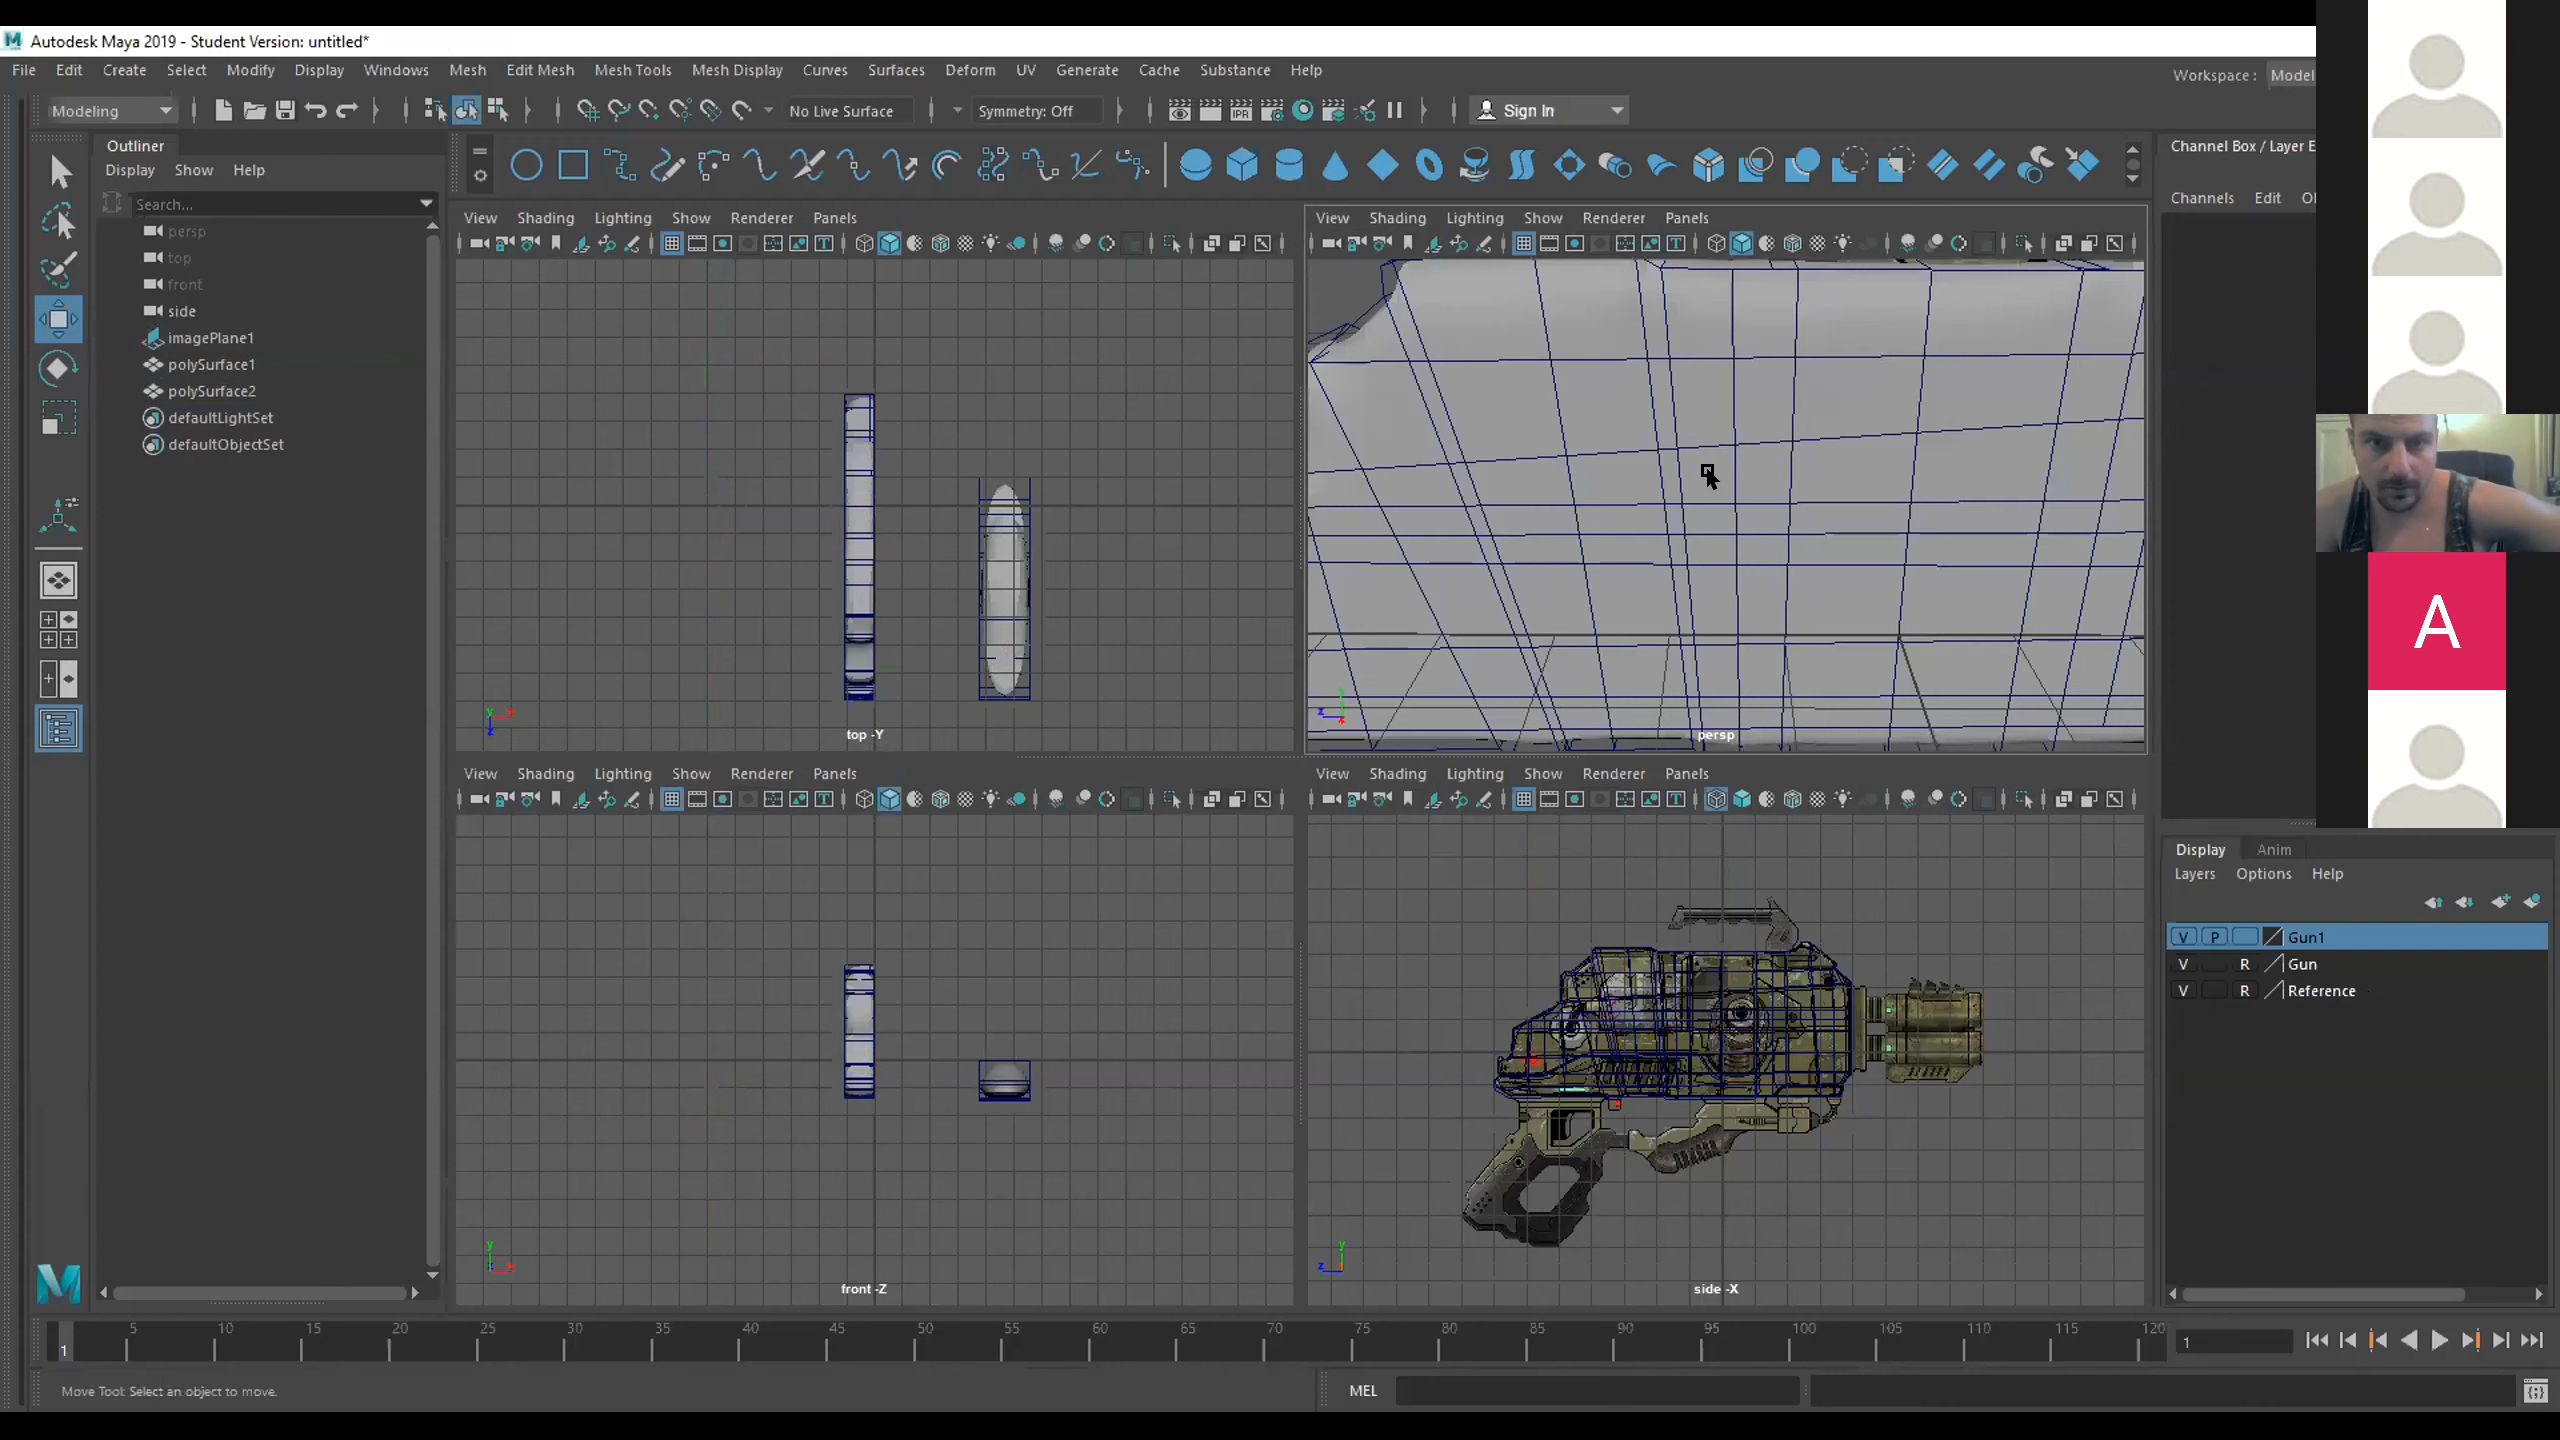 Autodesk Maya 2019 - Student Version: untitled*
File Edit Create Select Modify Display Windows Mesh Edit Mesh Mesh Tools Mesh Display Curves Surfaces Deform UV Generate Cache Substance Help
Workspace: Model
Modeling No Live Surface Symmetry: Off IPR Sign In
Outliner
Display Show Help
Search...
persp
top
front
side
imagePlane1
polySurface1
polySurface2
defaultLightSet
defaultObjectSet
View Shading Lighting Show Renderer Panels
top -Y
View Shading Lighting Show Renderer Panels
persp
View Shading Lighting Show Renderer Panels
front -Z
View Shading Lighting Show Renderer Panels
side -X
Channel Box / Layer E
Channels Edit
A
Display Anim
Layers Options Help
V P Gun1
V R Gun
V R Reference
1 5 10 15 20 25 30 35 40 45 50 55 60 65 70 75 80 85 90 95 100 105 110 115 120
1
Move Tool: Select an object to move.
MEL